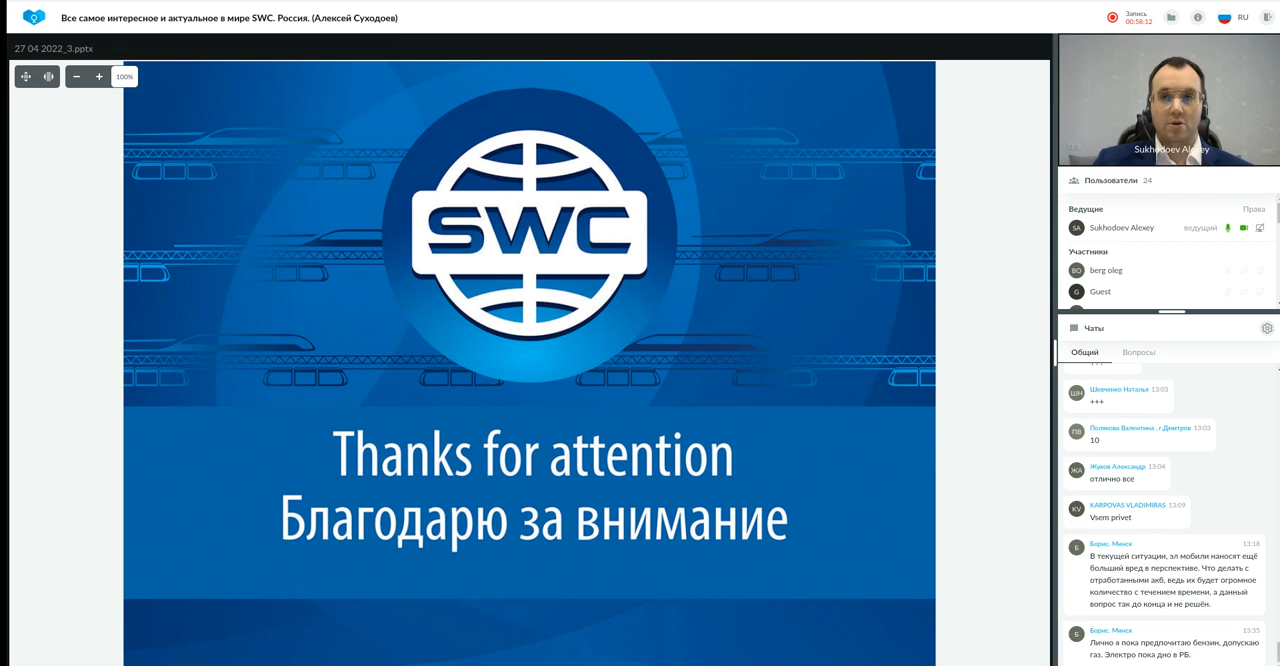 Все самое интересное и актуальное в мире SWC. Россия. (Алексей Суходоев)
Запись
00:58:12
RU
27 04 2022_3.pptx
100%
SWC
Thanks for attention
Благодарю за внимание
Sukhodoev Alexey
Пользователи 24
Ведущие Права
SA Sukhodoev Alexey ведущий
Участники
BO berg oleg
G Guest
Чаты
Общий Вопросы
ШН Шевченко Наталья 13:03
+++
ПВ Полякова Валентина , г.Дмитров 13:03
10
ЖА Жуков Александр 13:04
отлично все
KV KARPOVAS VLADIMIRAS 13:09
Vsem privet
Б Борис. Минск 13:18
В текущей ситуации, эл мобили наносят ещё
больший вред в перспективе. Что делать с
отработанными акб, ведь их будет огромное
количество с течением времени, а данный
вопрос так до конца и не решён.
Б Борис. Минск 13:55
Лично я пока предпочитаю бензин, допускаю
газ. Электро пока дно в РБ.